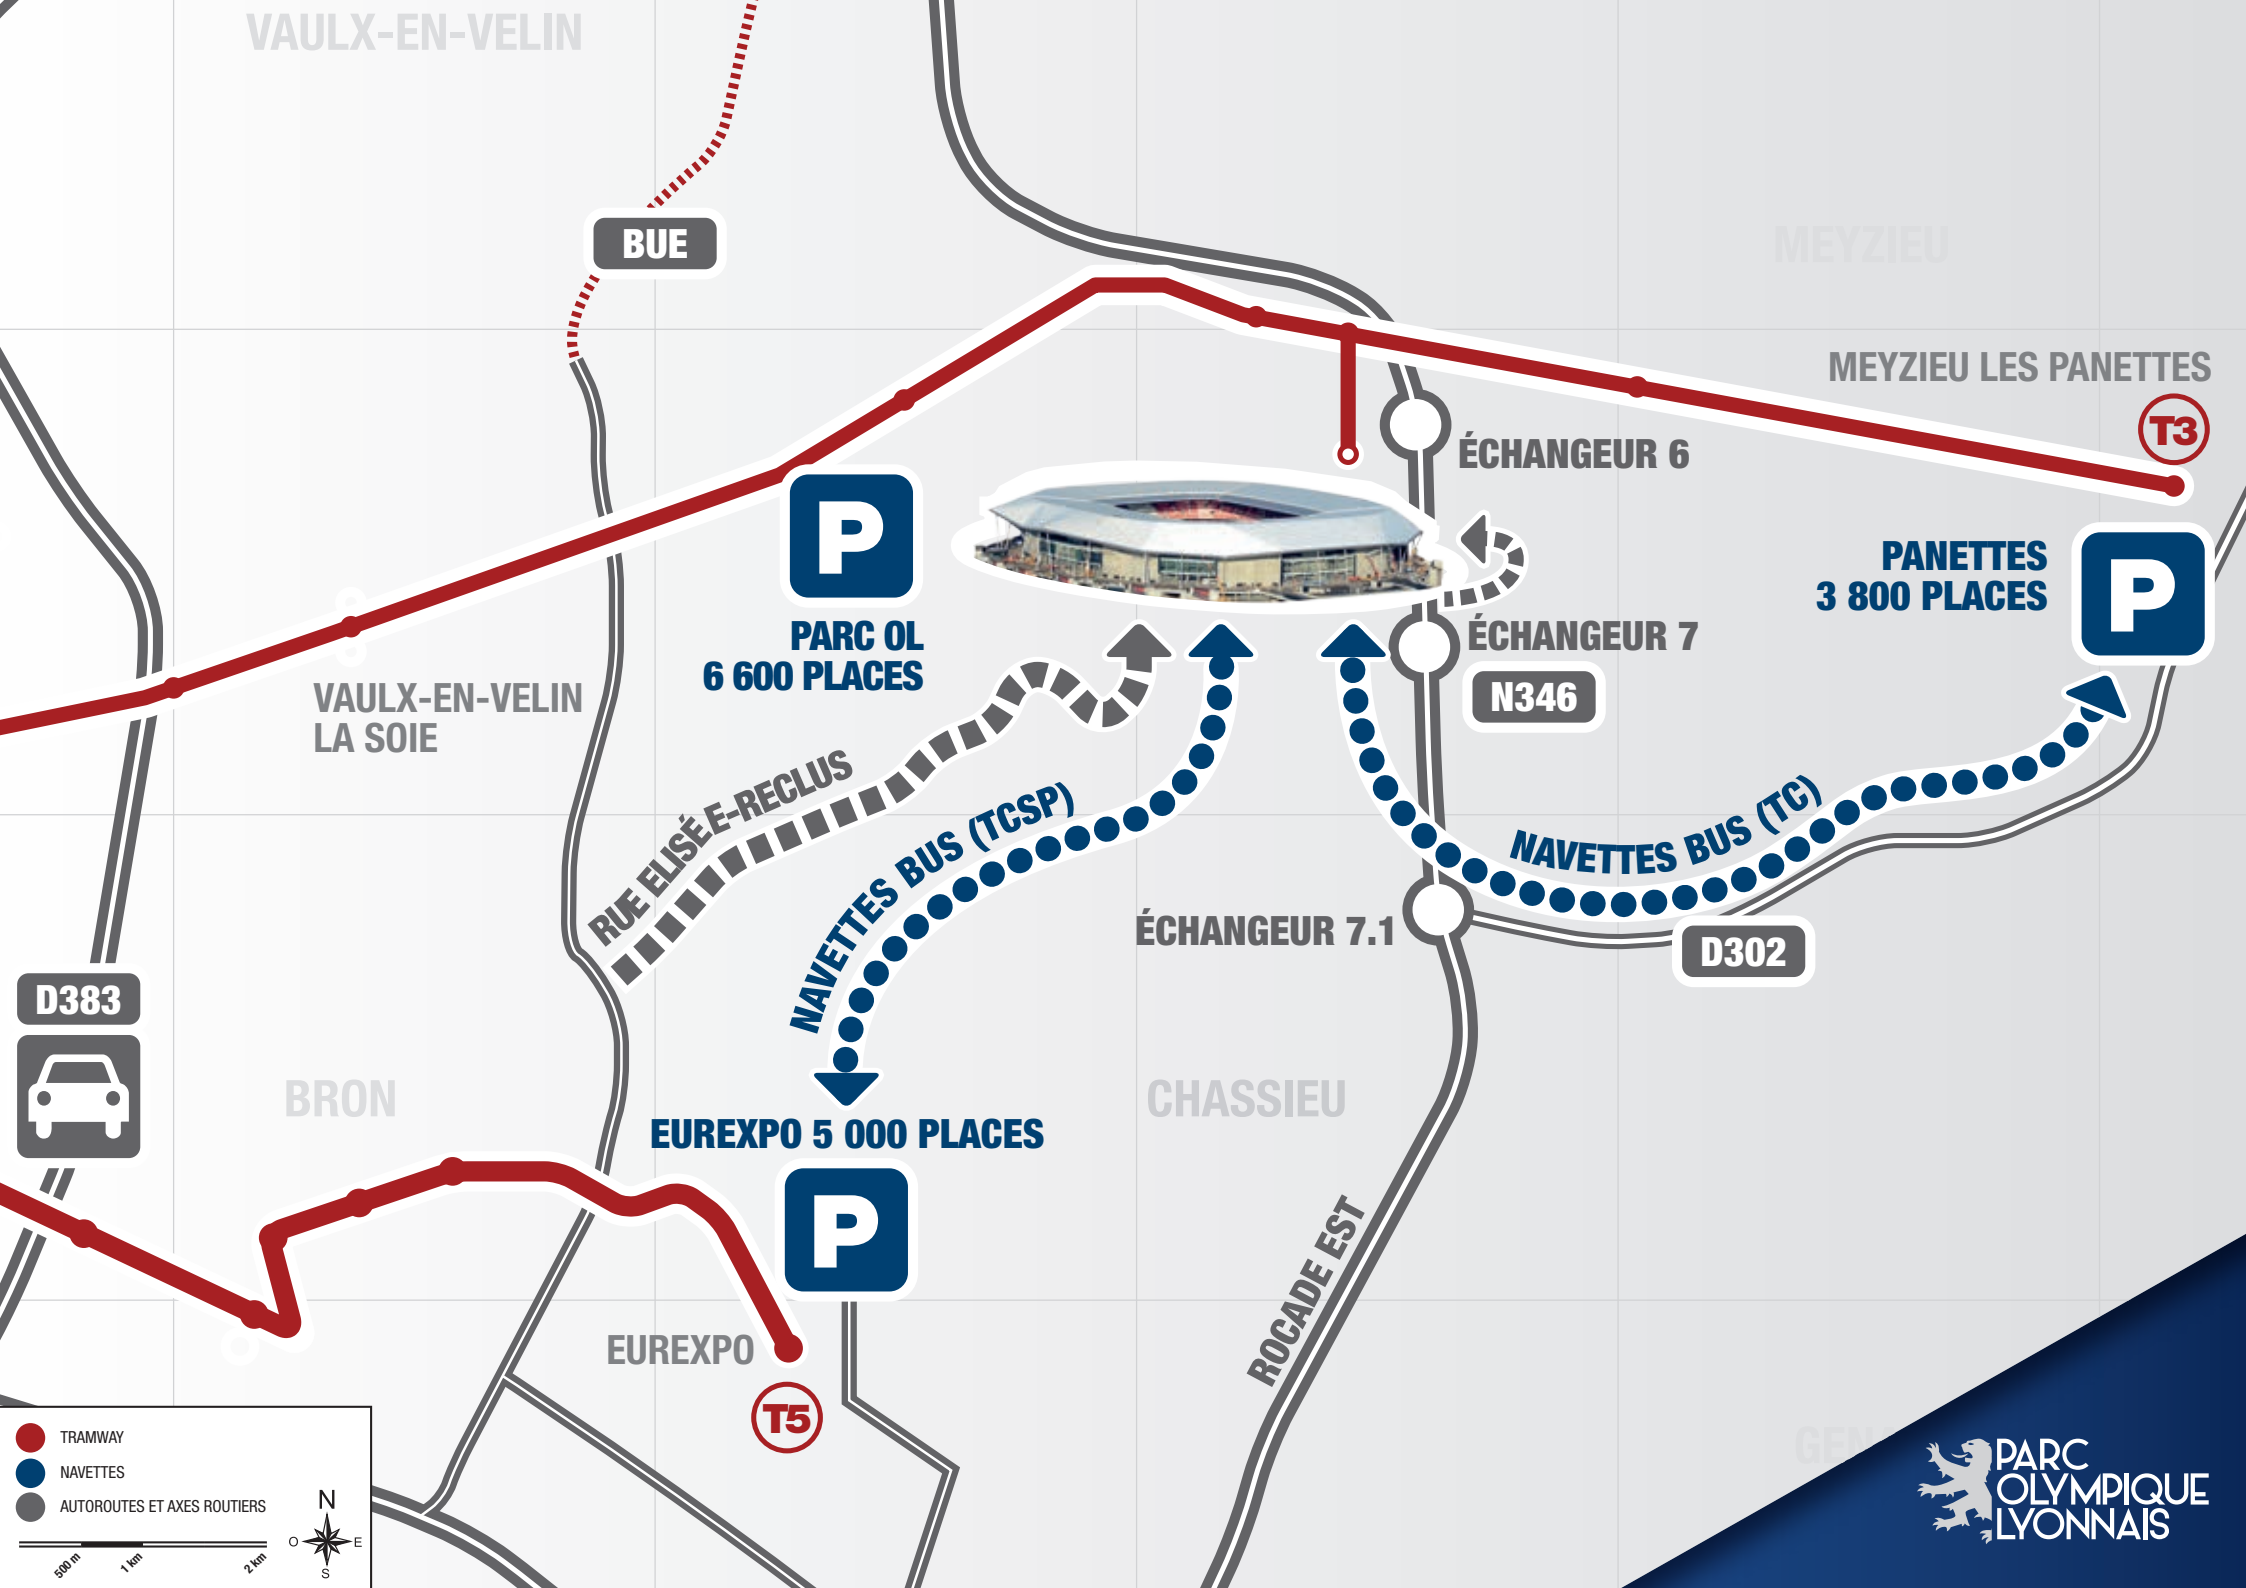 VAULX-EN-VELIN
BUE
MEYZIEU
MEYZIEU LES PANETTES
T3
ÉCHANGEUR 6
P
PARC OL
6 600 PLACES
PANETTES
3 800 PLACES
P
ÉCHANGEUR 7
N346
VAULX-EN-VELIN
LA SOIE
RUE ELISÉE-RECLUS
NAVETTES BUS (TCSP)
NAVETTES BUS (TC)
ÉCHANGEUR 7.1
D302
D383
BRON
CHASSIEU
EUREXPO 5 000 PLACES
P
ROCADE EST
EUREXPO
T5
TRAMWAY
NAVETTES
AUTOROUTES ET AXES ROUTIERS
N
O
E
S
500 m
1 km
2 km
GEN
PARC
OLYMPIQUE
LYONNAIS